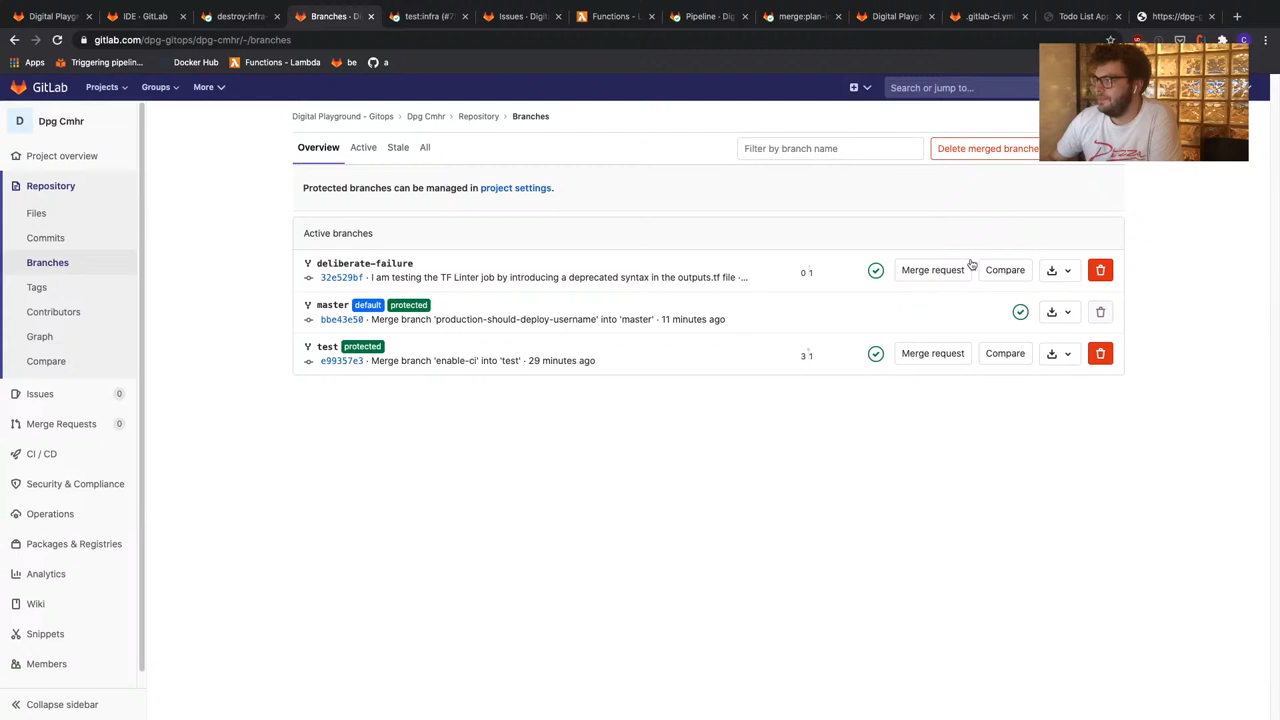 Digital Playgrou
IDE · GitLab
destroy:infra-
Branches · Digi
test:infra (#7
Issues · Digita
Functions - L
Pipeline · Digi
merge:plan-
Digital Playgr
.gitlab-ci.ym
Todo List App
https://dpg-
gitlab.com/dpg-gitops/dpg-cmhr/-/branches
Apps
Triggering pipelin...
Docker Hub
Functions - Lambda
be
a
GitLab
Projects
Groups
More
Search or jump to...
D
Dpg Cmhr
Project overview
Repository
Files
Commits
Branches
Tags
Contributors
Graph
Compare
Issues 0
Merge Requests 0
CI / CD
Security & Compliance
Operations
Packages & Registries
Analytics
Wiki
Snippets
Members
Collapse sidebar
Digital Playground - Gitops › Dpg Cmhr › Repository › Branches
Overview Active Stale All
Filter by branch name
Delete merged branche
Protected branches can be managed in project settings.
Active branches
deliberate-failure
32e529bf · I am testing the TF Linter job by introducing a deprecated syntax in the outputs.tf file ·...
0 1
Merge request
Compare
master default protected
bbe43e50 · Merge branch 'production-should-deploy-username' into 'master' · 11 minutes ago
test protected
e99357e3 · Merge branch 'enable-ci' into 'test' · 29 minutes ago
3 1
Merge request
Compare